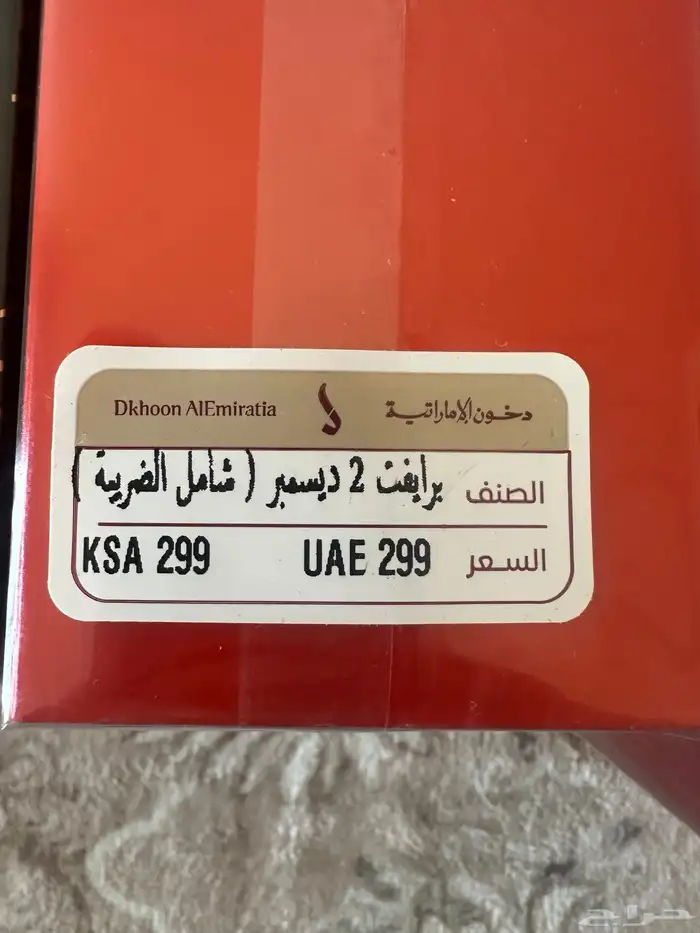 Dkhoon AlEmiratia دخون الإماراتية
الصنف برايفت 2 ديسمبر ( شامل الضريبة )
السعر UAE 299 KSA 299
حراج